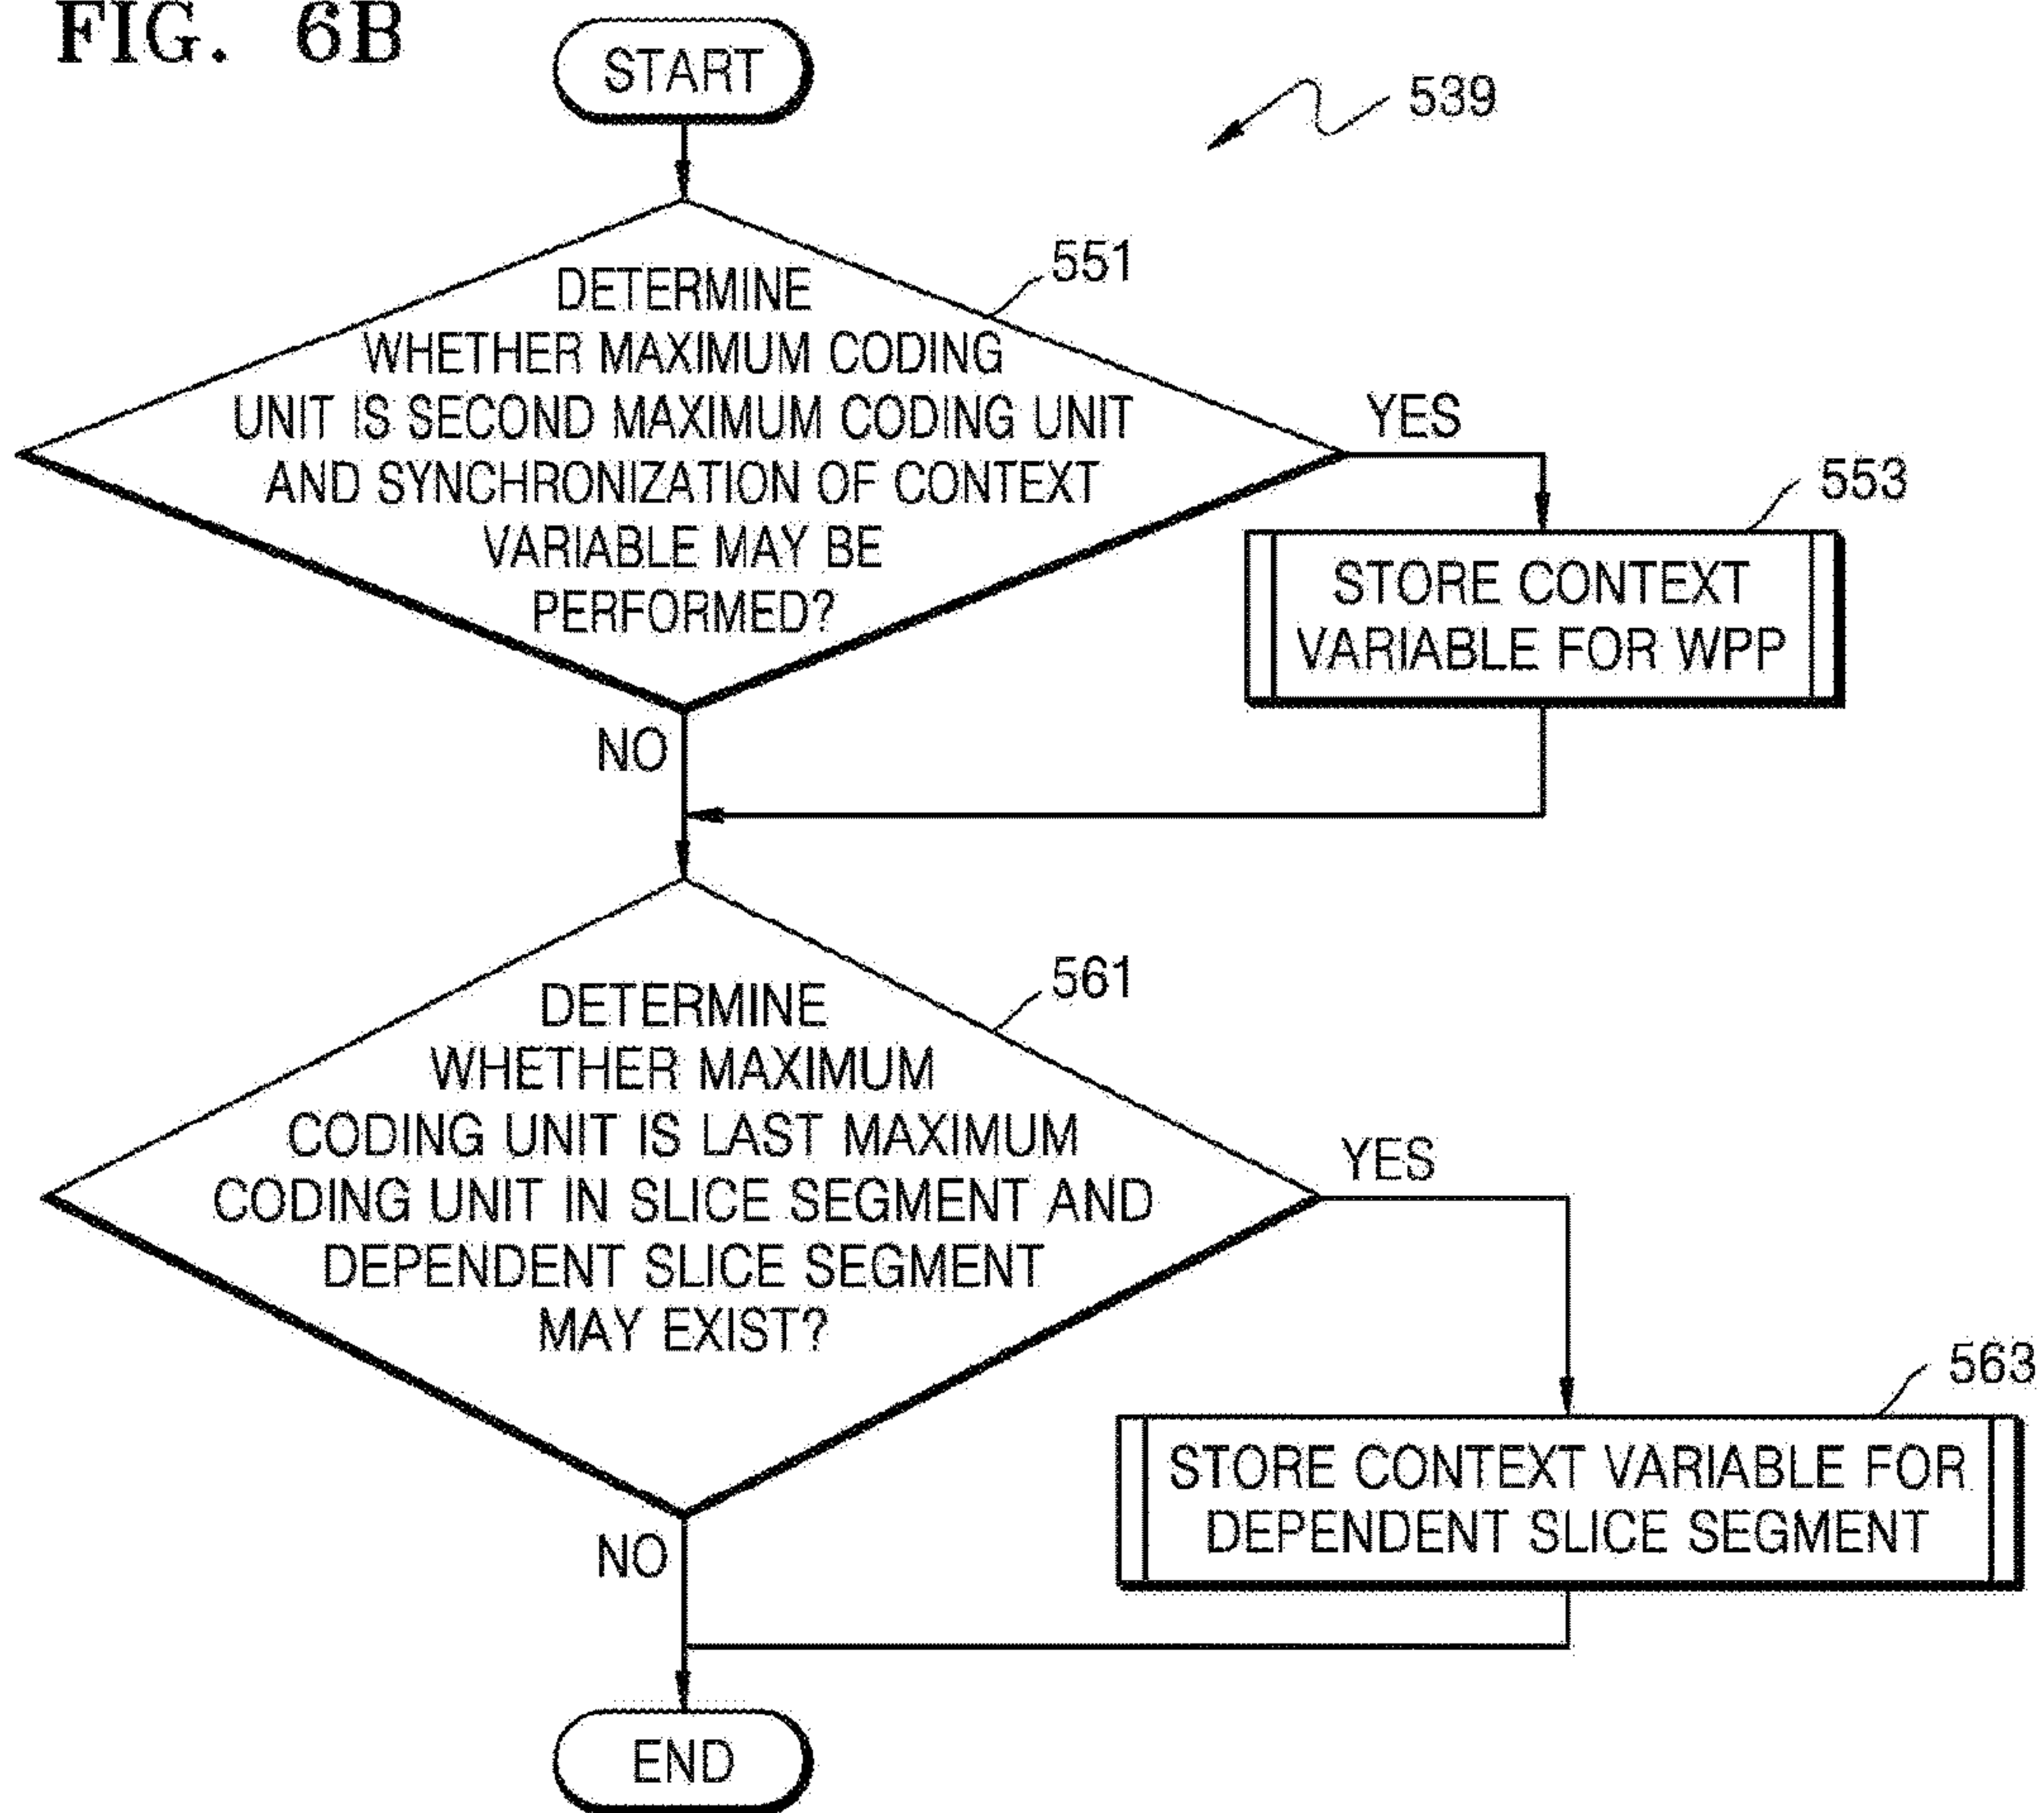 FIG. 6B
START
539
551
DETERMINE
WHETHER MAXIMUM CODING
UNIT IS SECOND MAXIMUM CODING UNIT
AND SYNCHRONIZATION OF CONTEXT
VARIABLE MAY BE
PERFORMED?
YES
553
STORE CONTEXT
VARIABLE FOR WPP
NO
561
DETERMINE
WHETHER MAXIMUM
CODING UNIT IS LAST MAXIMUM
CODING UNIT IN SLICE SEGMENT AND
DEPENDENT SLICE SEGMENT
MAY EXIST?
YES
563
STORE CONTEXT VARIABLE FOR
DEPENDENT SLICE SEGMENT
NO
END